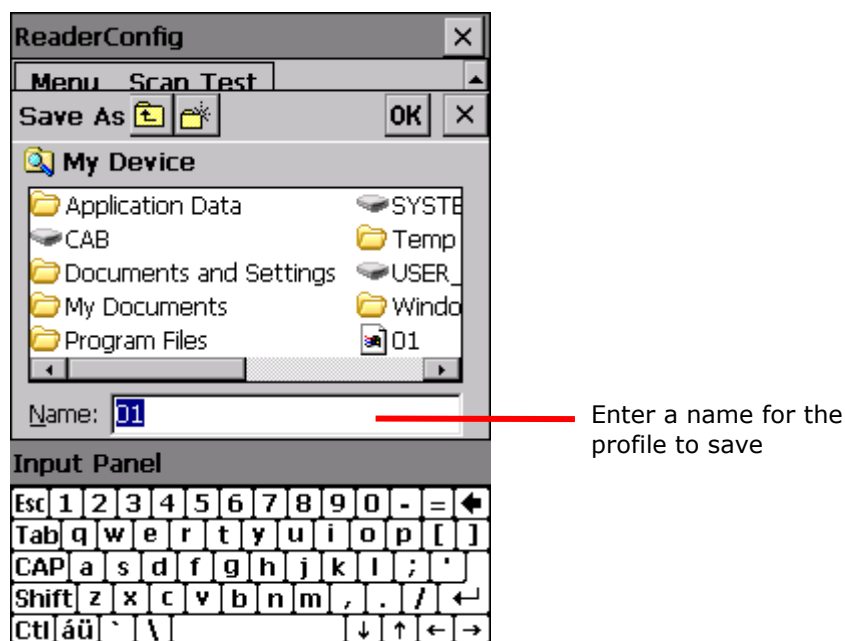 ReaderConfig
Menu Scan Test
Save As OK
My Device
Application Data SYSTE
CAB Temp
Documents and Settings USER_
My Documents Windo
Program Files 01
Name: 01
Enter a name for the
profile to save
Input Panel
Esc 1 2 3 4 5 6 7 8 9 0 - =
Tab q w e r t y u i o p [ ]
CAP a s d f g h j k l ; '
Shift z x c v b n m , . /
Ctl áü ` \ ↓ ↑ ← →